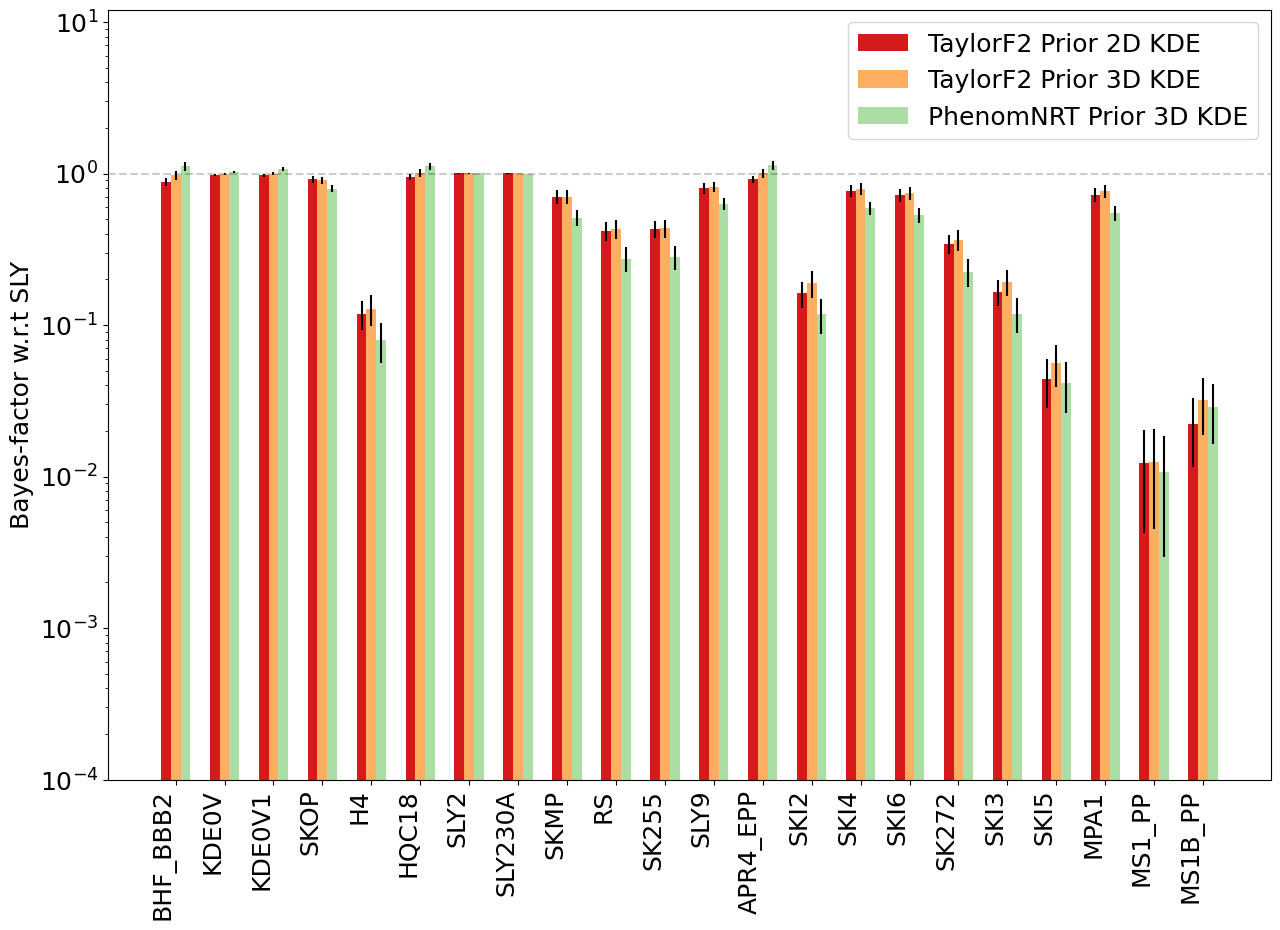 Bayes-factor w.r.t SLY
10^1
10^0
10^-1
10^-2
10^-3
10^-4
TaylorF2 Prior 2D KDE
TaylorF2 Prior 3D KDE
PhenomNRT Prior 3D KDE
BHF_BBB2
KDE0V
KDE0V1
SKOP
H4
HQC18
SLY2
SLY230A
SKMP
RS
SK255
SLY9
APR4_EPP
SKI2
SKI4
SKI6
SK272
SKI3
SKI5
MPA1
MS1_PP
MS1B_PP